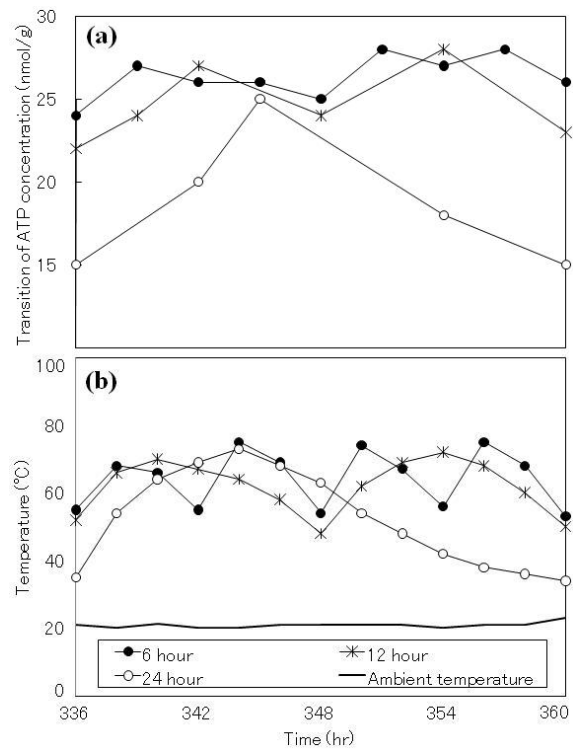 30
(a)
25
20
15
Transition of ATP concentration (nmol/g)
100
(b)
80
60
40
20
0
Temperature (℃)
6 hour
12 hour
24 hour
Ambient temperature
336
342
348
354
360
Time (hr)